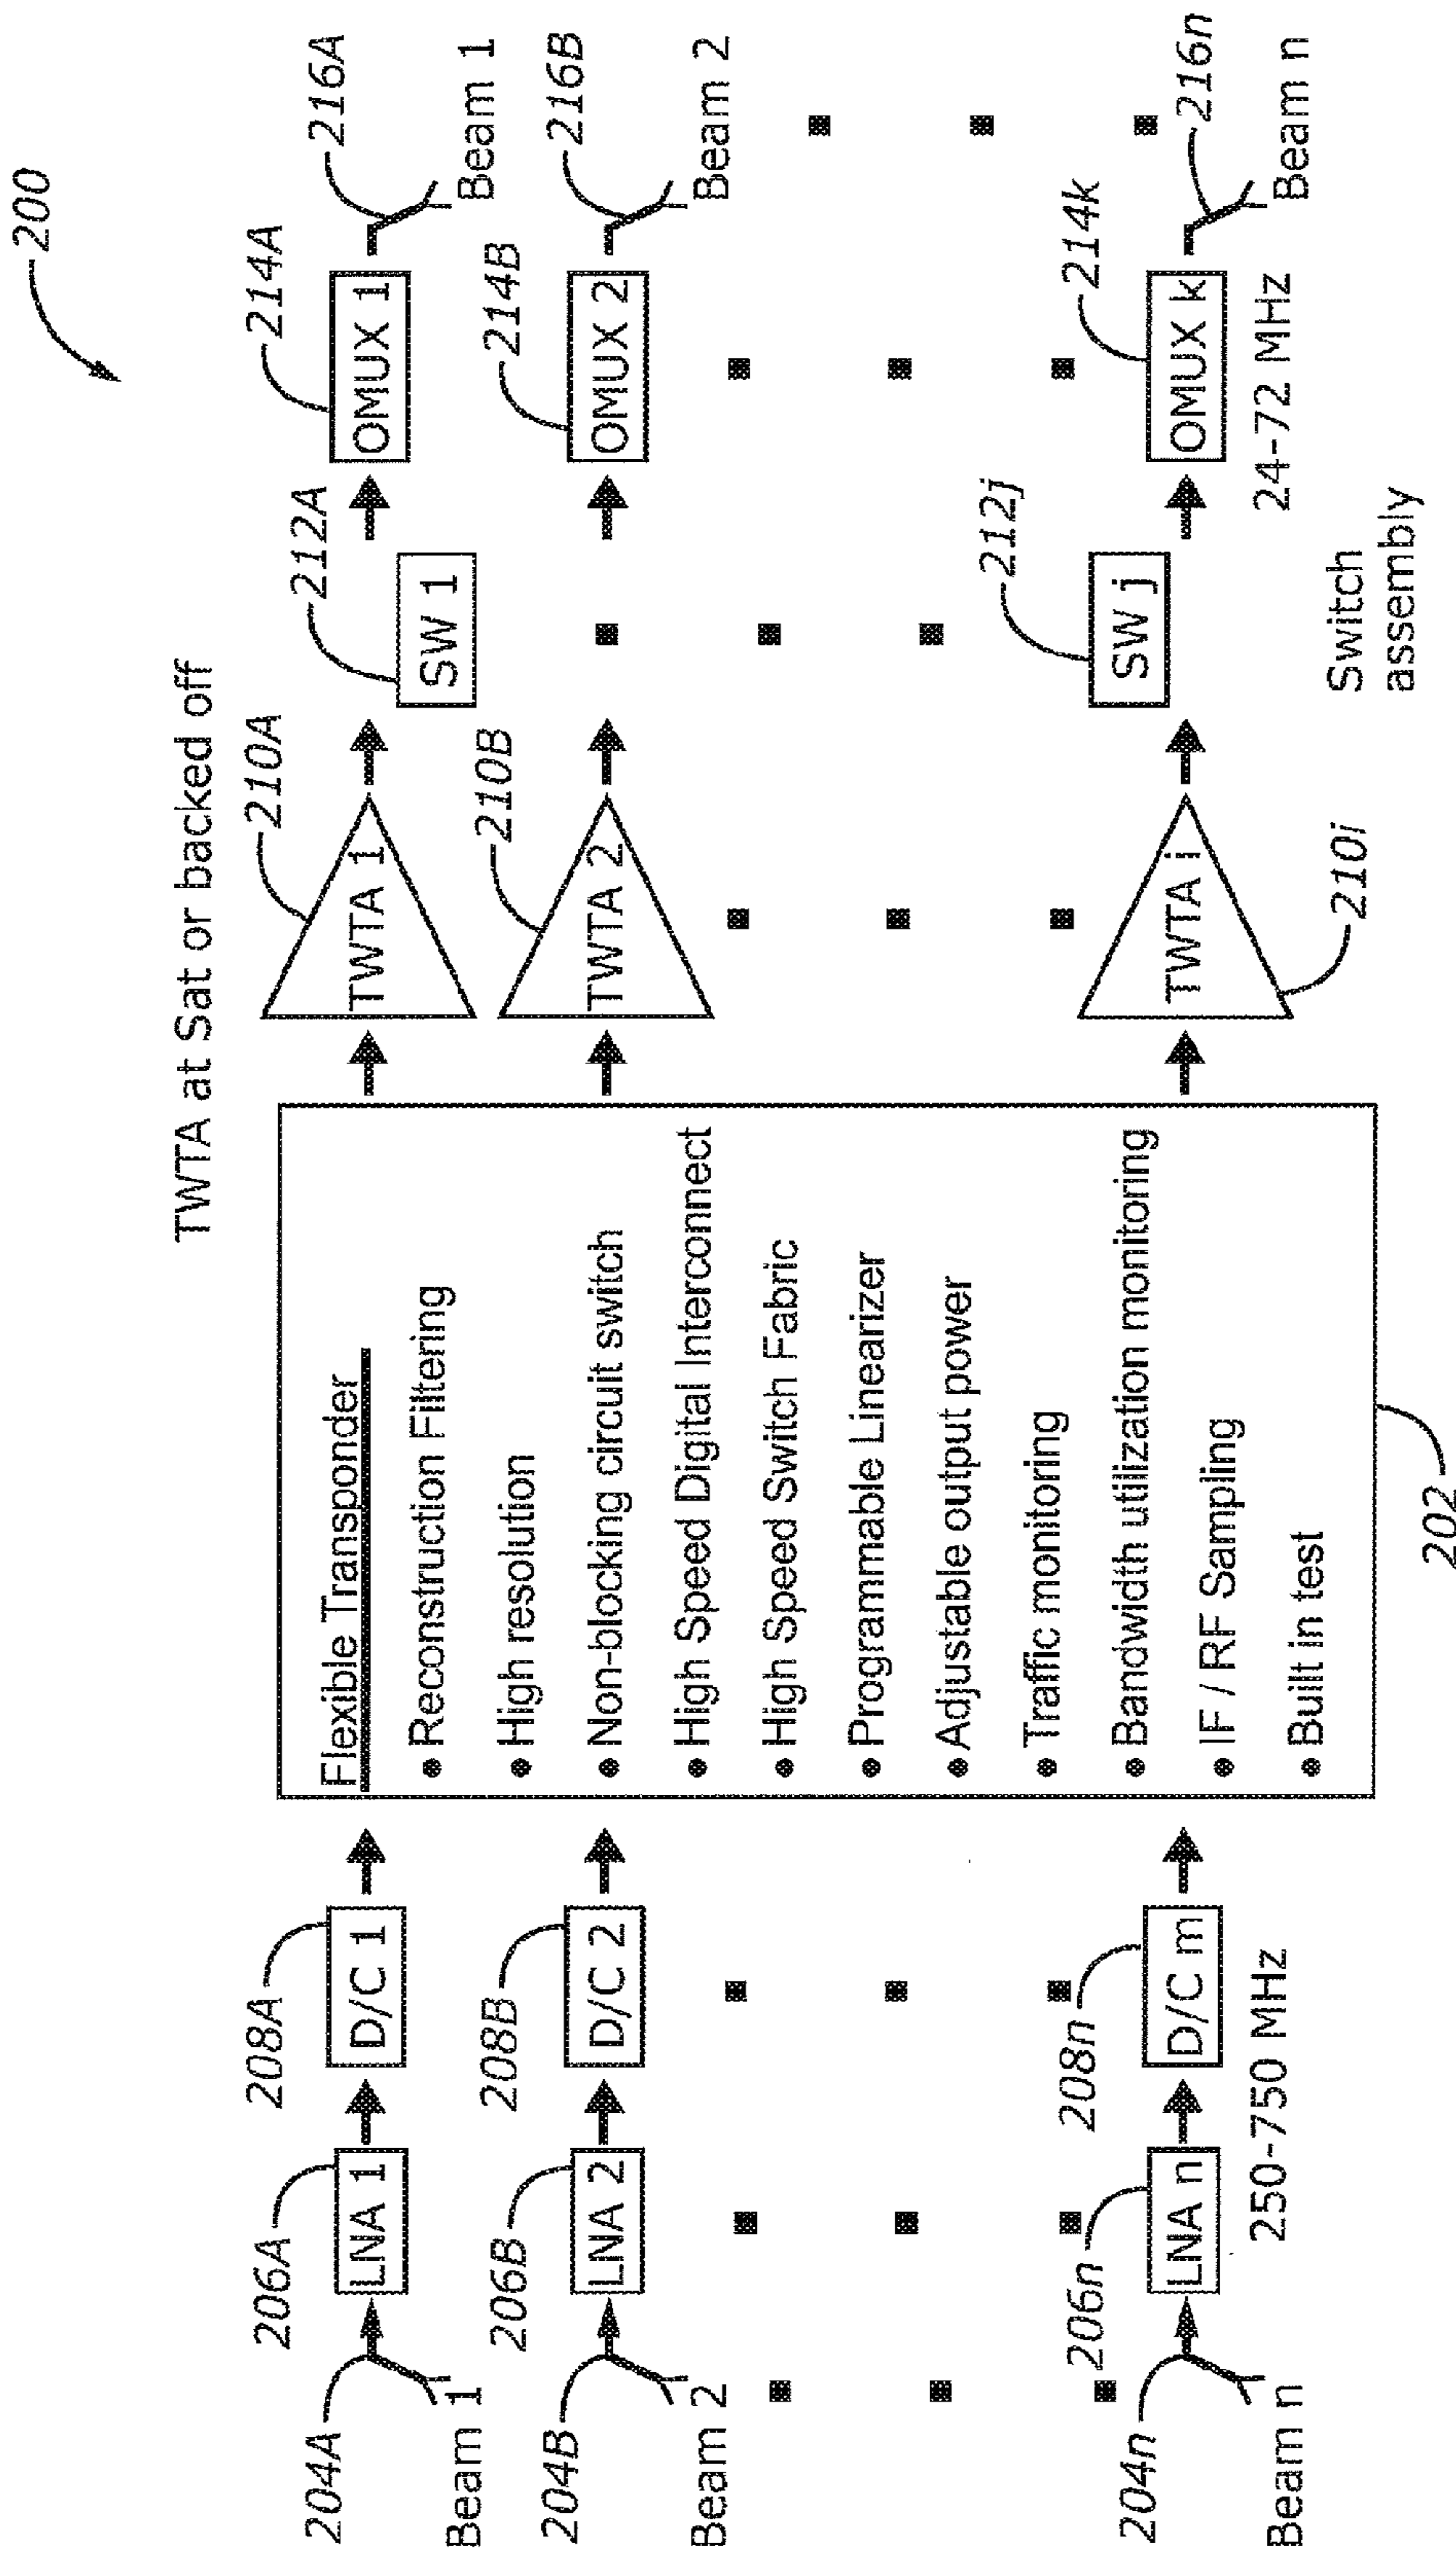 200
TWTA at Sat or backed off
204A
206A
208A
210A
212A
214A
216A
Beam 1
LNA 1
D/C 1
TWTA 1
SW 1
OMUX 1
Beam 1
204B
206B
208B
210B
214B
216B
Beam 2
LNA 2
D/C 2
TWTA 2
OMUX 2
Beam 2
Flexible Transponder
• Reconstruction Filtering
• High resolution
• Non-blocking circuit switch
• High Speed Digital Interconnect
• High Speed Switch Fabric
• Programmable Linearizer
• Adjustable output power
• Traffic monitoring
• Bandwidth utilization monitoring
• IF / RF Sampling
• Built in test
204n
206n
208n
212j
214k
216n
Beam n
LNA n
D/C m
TWTA i
SW j
OMUX k
Beam n
250-750 MHz
210i
24-72 MHz
Switch
assembly
202